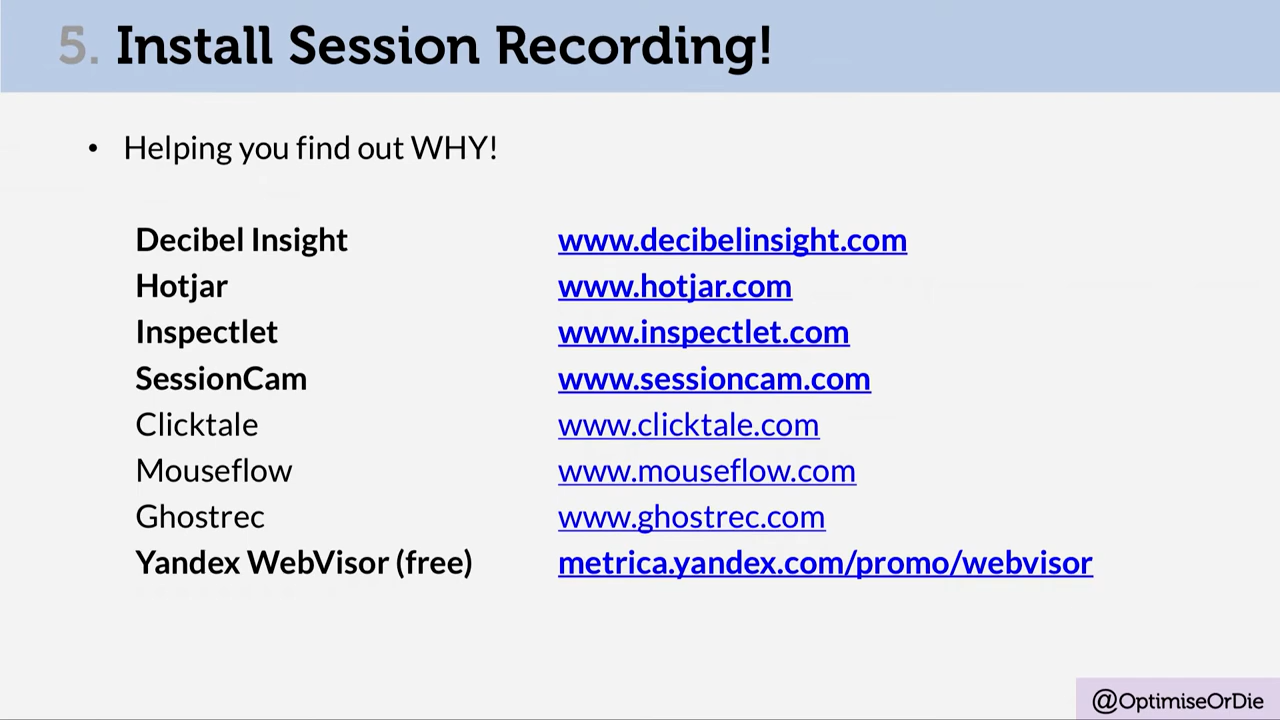 5. Install Session Recording!
• Helping you find out WHY!
Decibel Insight www.decibelinsight.com
Hotjar www.hotjar.com
Inspectlet www.inspectlet.com
SessionCam www.sessioncam.com
Clicktale www.clicktale.com
Mouseflow www.mouseflow.com
Ghostrec www.ghostrec.com
Yandex WebVisor (free) metrica.yandex.com/promo/webvisor
@OptimiseOrDie